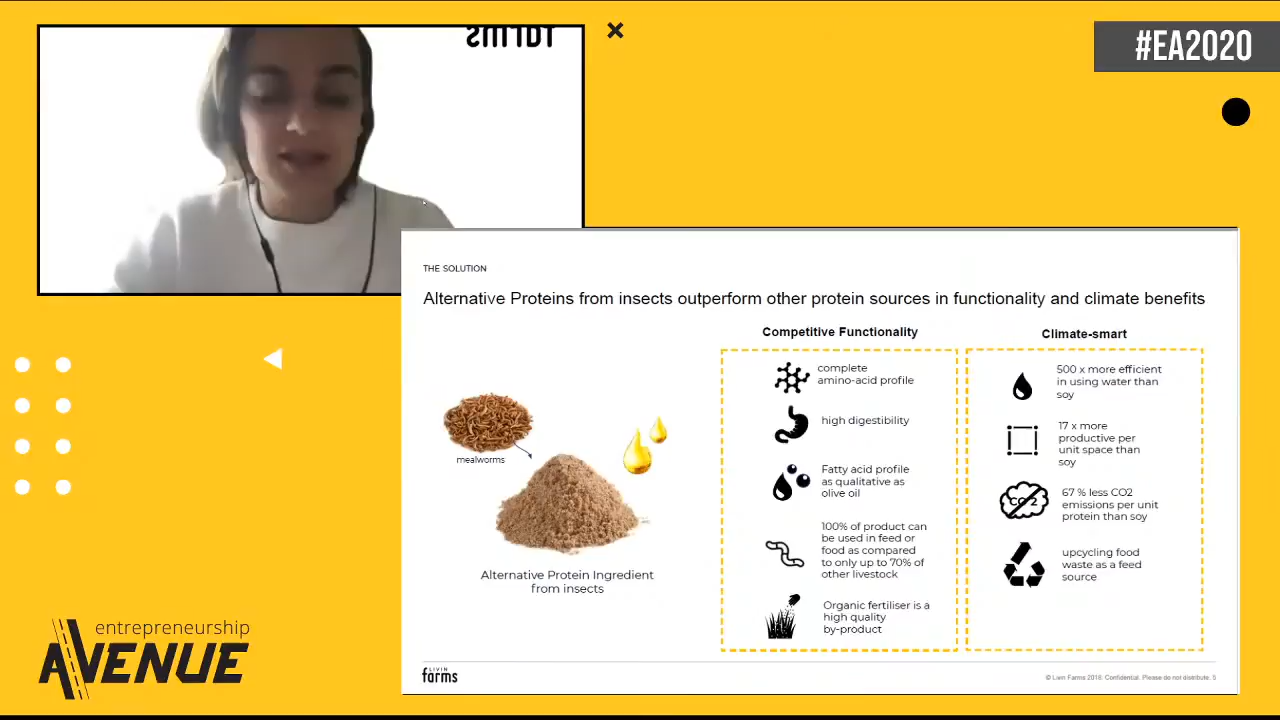 smrai
#EA2020
THE SOLUTION
Alternative Proteins from insects outperform other protein sources in functionality and climate benefits
Competitive Functionality
complete
amino-acid profile
high digestibility
Fatty acid profile
as qualitative as
olive oil
100% of product can
be used in feed or
food as compared
to only up to 70% of
other livestock
Organic fertiliser is a
high quality
by-product
Climate-smart
500 x more efficient
in using water than
soy
17 x more
productive per
unit space than
soy
CO2
67 % less CO2
emissions per unit
protein than soy
upcycling food
waste as a feed
source
mealworms
Alternative Protein Ingredient
from insects
LIVIN
farms
© Livin Farms 2018. Confidential. Please do not distribute. 5
entrepreneurship
AVENUE